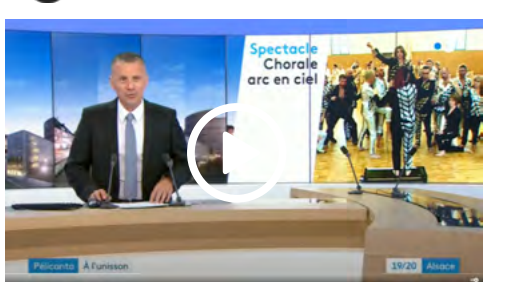 Spectacle
Chorale
arc en ciel
Pélicanto À l'unisson
19/20 Alsace